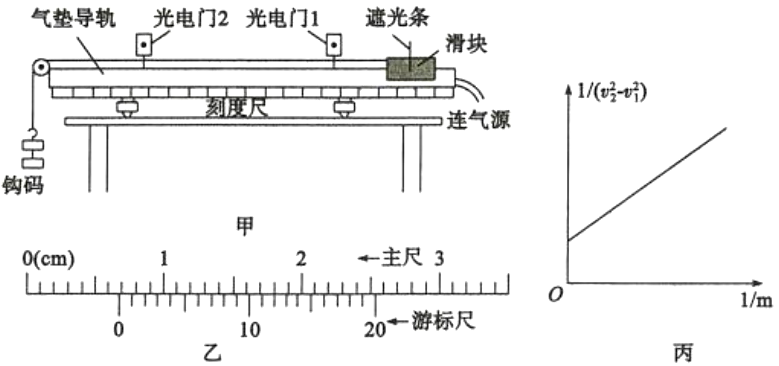 气垫导轨
光电门2
光电门1
遮光条
滑块
刻度尺
连气源
钩码
甲
0(cm) 1 2 ←主尺 3
0 10 20 ←游标尺
乙
1/(v₂²-v₁²)
O
1/m
丙